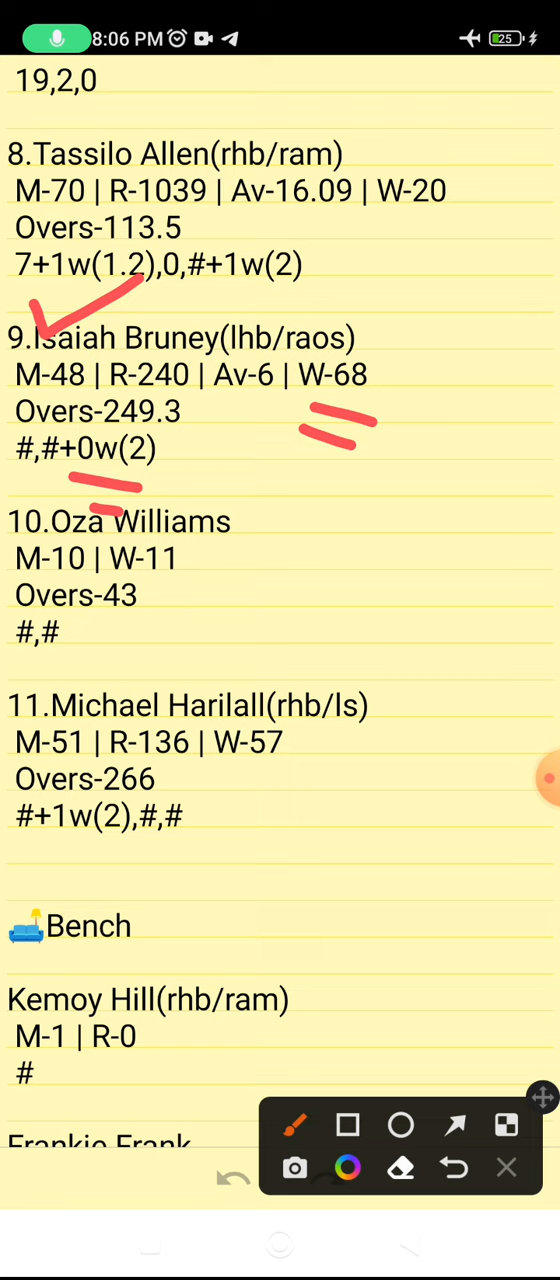 8:06 PM
25
19,2,0
8.Tassilo Allen(rhb/ram)
M-70 | R-1039 | Av-16.09 | W-20
Overs-113.5
7+1w(1.2),0,#+1w(2)
9.Isaiah Bruney(lhb/raos)
M-48 | R-240 | Av-6 | W-68
Overs-249.3
#,#+0w(2)
10.Oza Williams
M-10 | W-11
Overs-43
#,#
11.Michael Harilall(rhb/ls)
M-51 | R-136 | W-57
Overs-266
#+1w(2),#,#
Bench
Kemoy Hill(rhb/ram)
M-1 | R-0
#
Frankie Frank